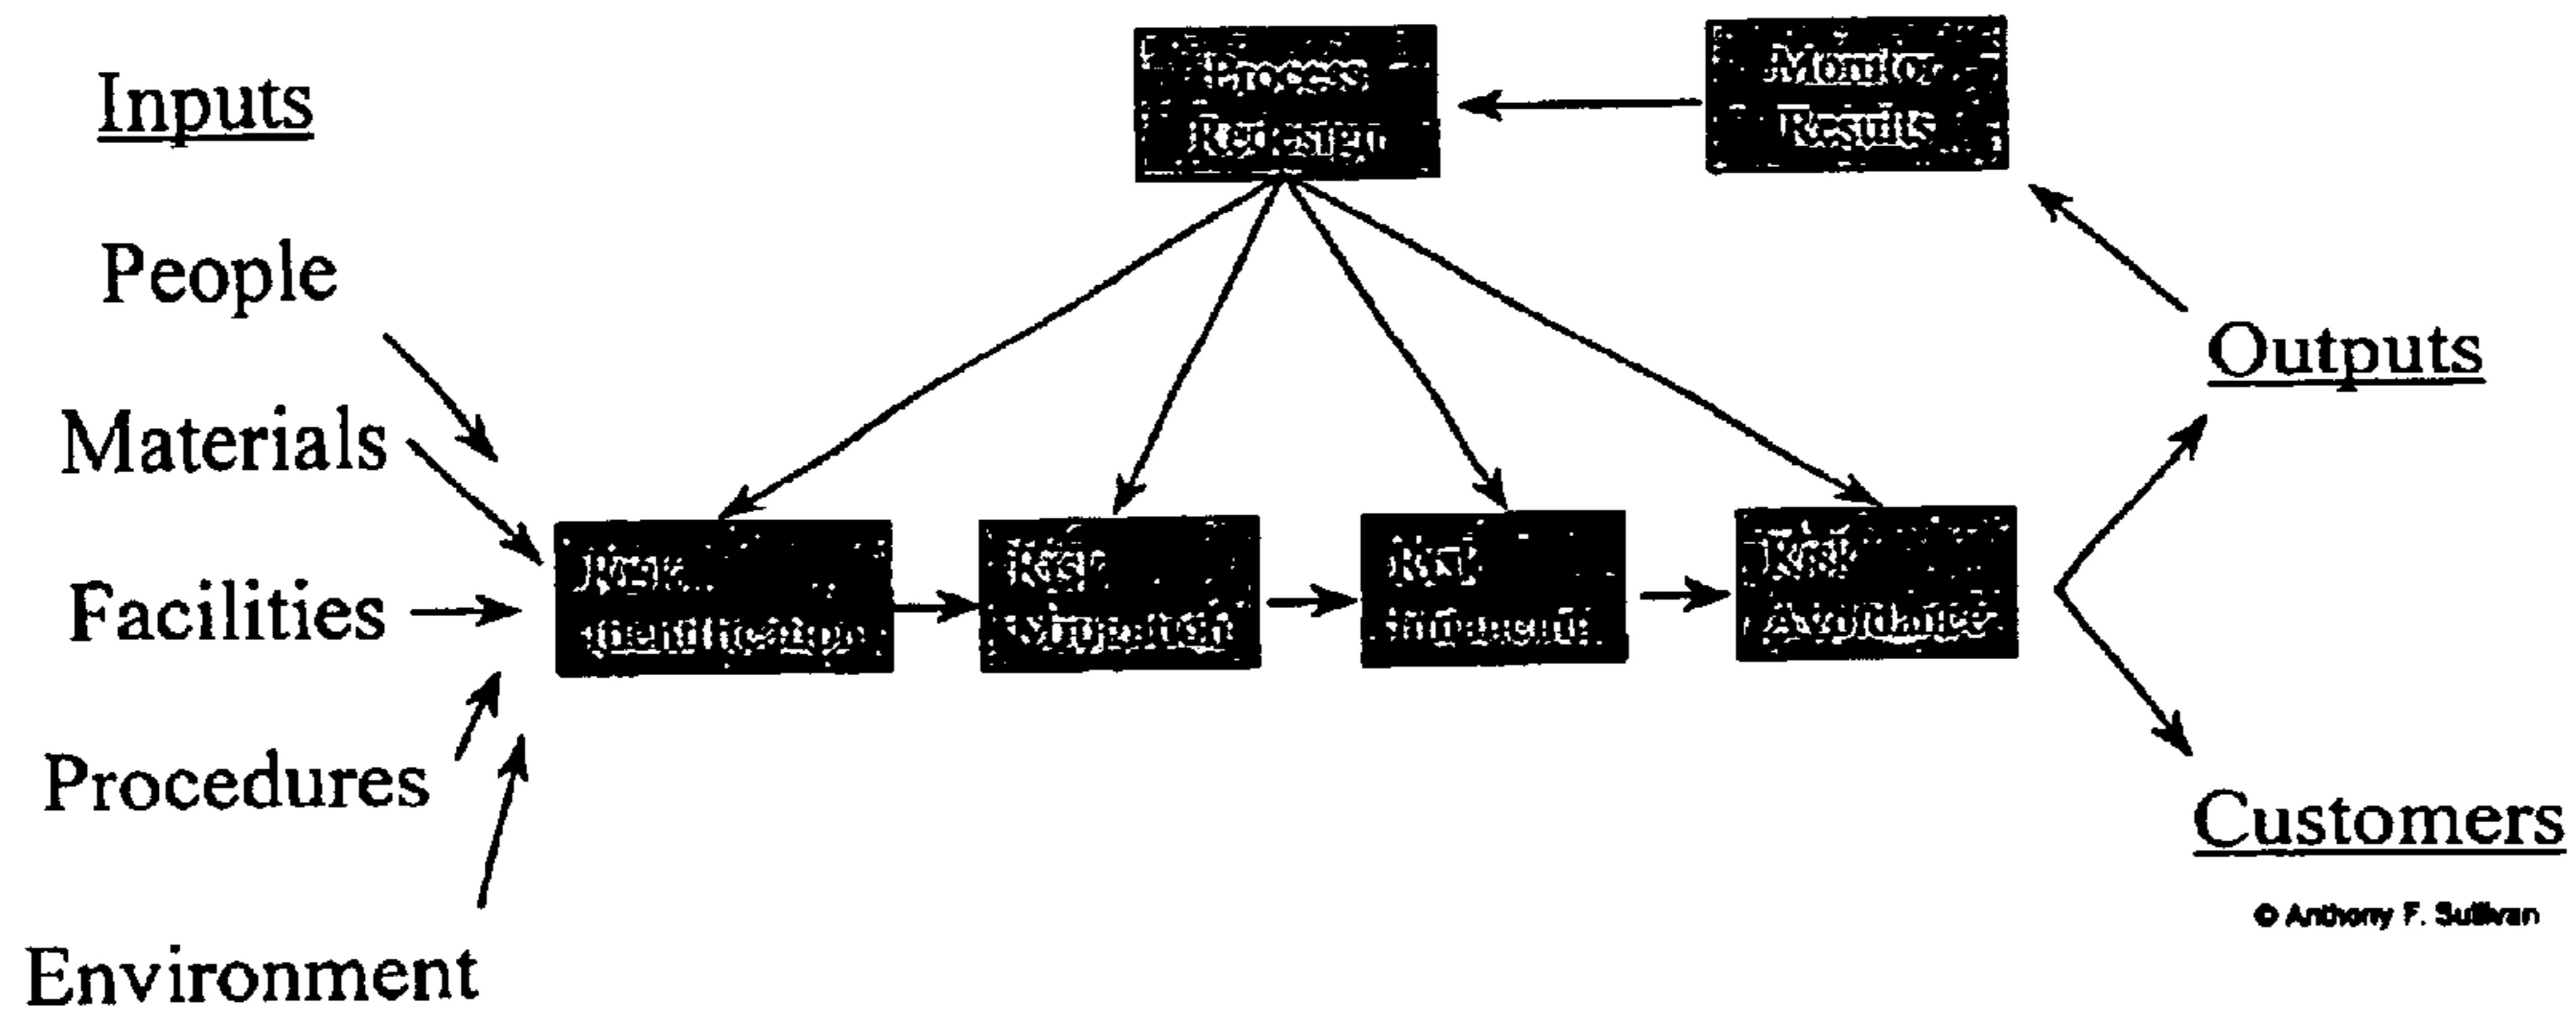 Inputs
People
Materials
Facilities
Procedures
Environment
Process
Redesign
Monitor
Results
Risk
Identification
Risk
Risk
Risk
Avoidance
Outputs
Customers
© Anthony F. Sullivan